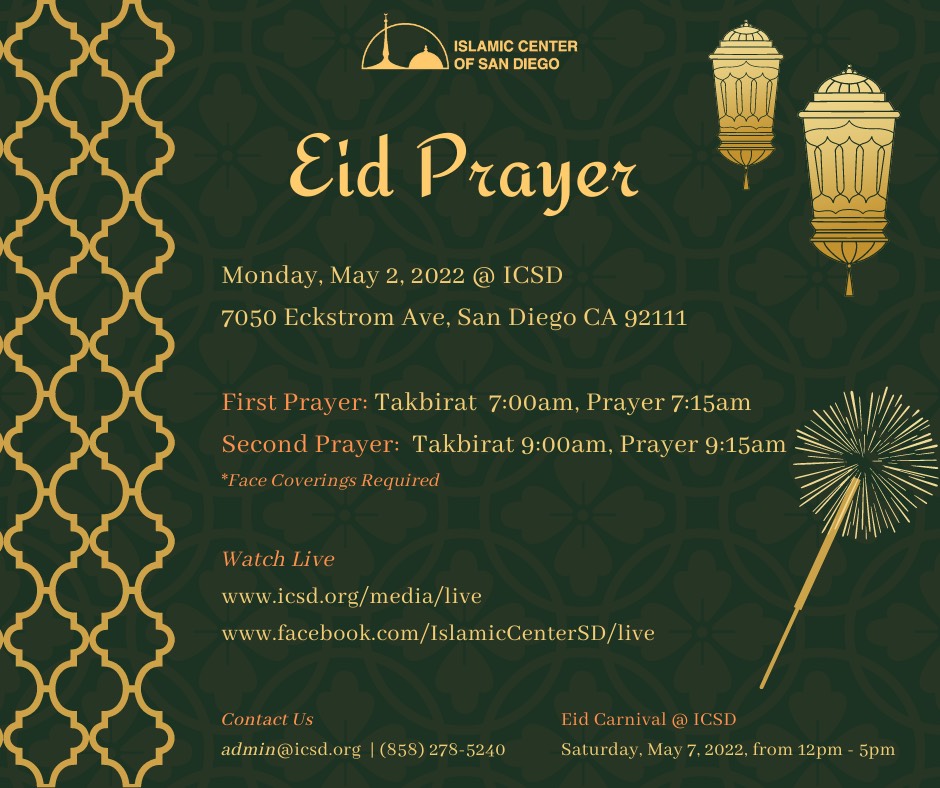 ISLAMIC CENTER
OF SAN DIEGO
Eid Prayer
Monday, May 2, 2022 @ ICSD
7050 Eckstrom Ave, San Diego CA 92111
First Prayer: Takbirat 7:00am, Prayer 7:15am
Second Prayer: Takbirat 9:00am, Prayer 9:15am
*Face Coverings Required
Watch Live
www.icsd.org/media/live
www.facebook.com/IslamicCenterSD/live
Contact Us
admin@icsd.org | (858) 278-5240
Eid Carnival @ ICSD
Saturday, May 7, 2022, from 12pm - 5pm